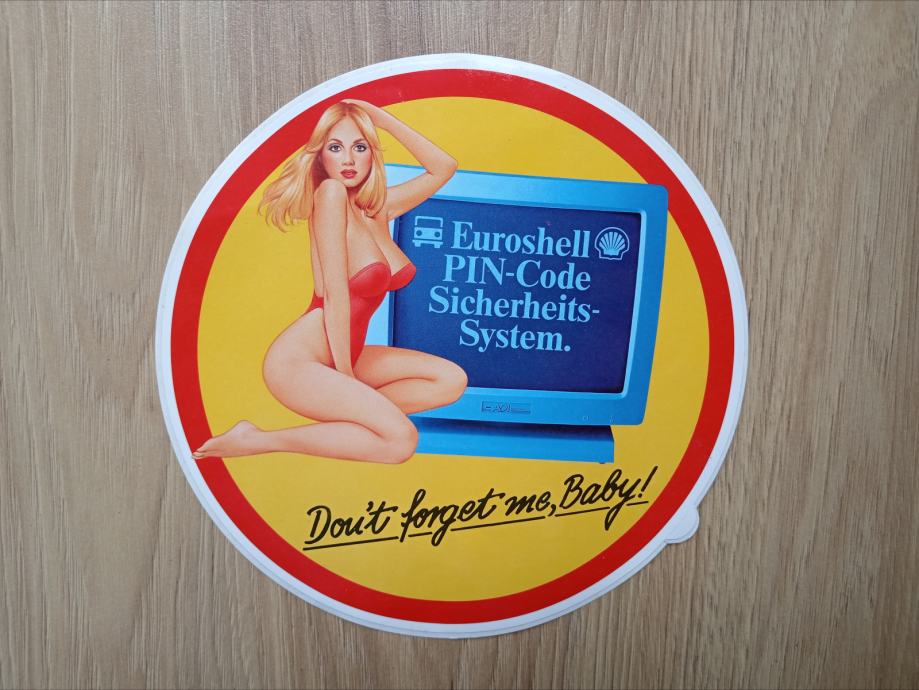 Euroshell
PIN-Code
Sicherheits-
System.
Don't forget me, Baby!